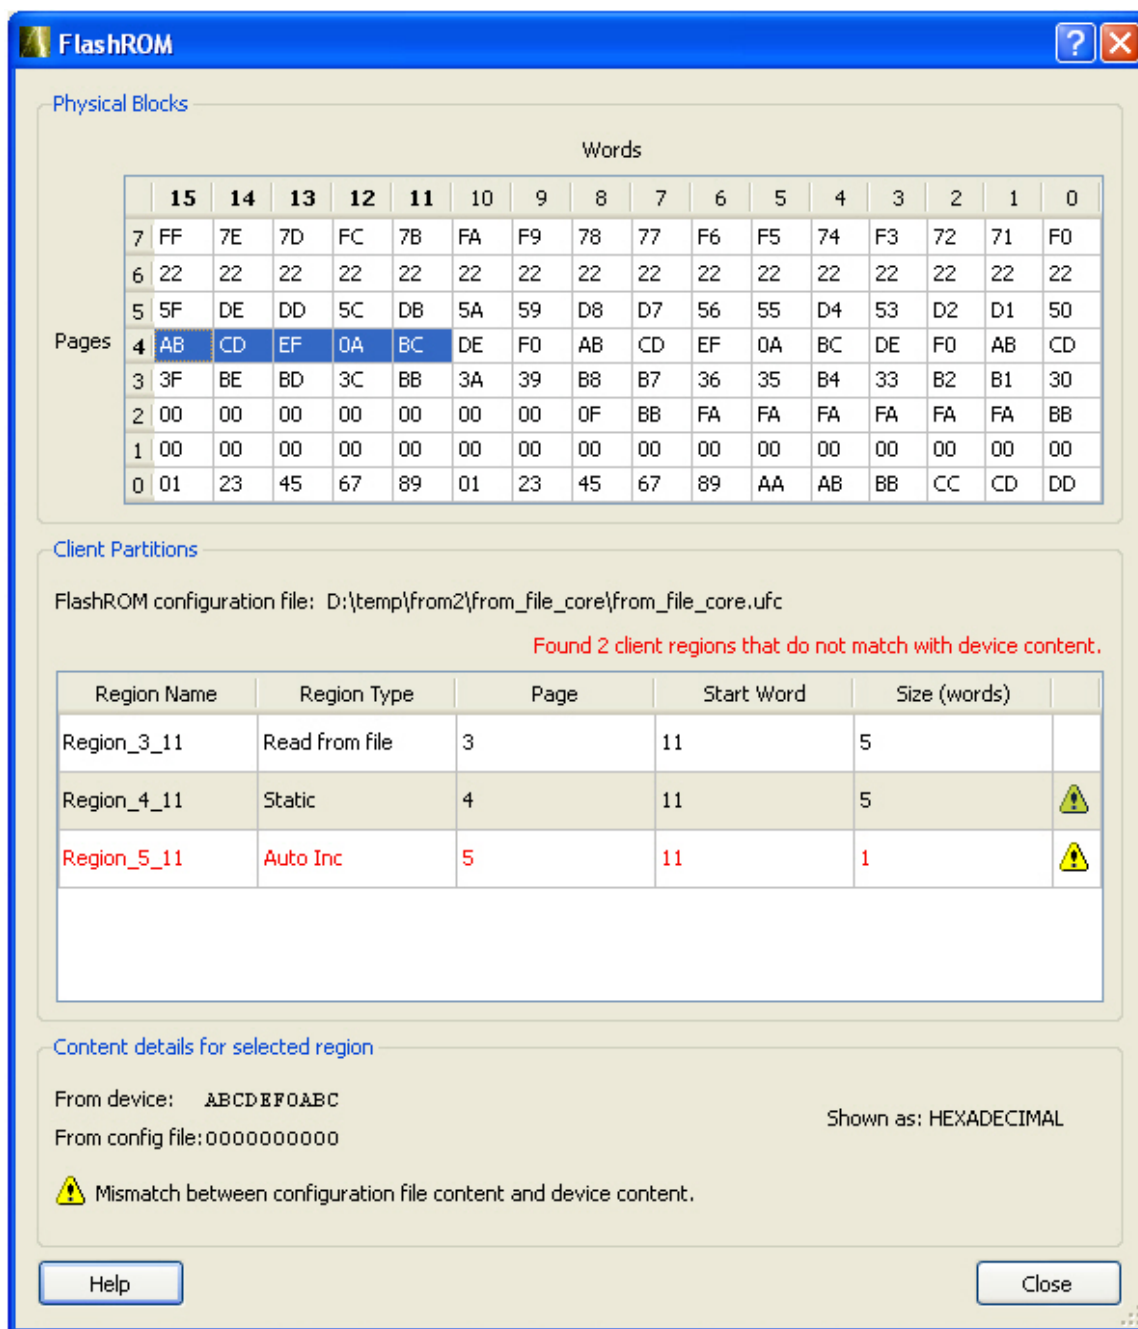 FlashROM
Physical Blocks
Words
15 14 13 12 11 10 9 8 7 6 5 4 3 2 1 0
7 FF 7E 7D FC 7B FA F9 78 77 F6 F5 74 F3 72 71 F0
6 22 22 22 22 22 22 22 22 22 22 22 22 22 22 22 22
5 5F DE DD 5C DB 5A 59 D8 D7 56 55 D4 53 D2 D1 50
Pages 4 AB CD EF 0A BC DE F0 AB CD EF 0A BC DE F0 AB CD
3 3F BE BD 3C BB 3A 39 B8 B7 36 35 B4 33 B2 B1 30
2 00 00 00 00 00 00 00 0F BB FA FA FA FA FA FA BB
1 00 00 00 00 00 00 00 00 00 00 00 00 00 00 00 00
0 01 23 45 67 89 01 23 45 67 89 AA AB BB CC CD DD
Client Partitions
FlashROM configuration file: D:\temp\from2\from_file_core\from_file_core.ufc
Found 2 client regions that do not match with device content.
Region Name Region Type Page Start Word Size (words)
Region_3_11 Read from file 3 11 5
Region_4_11 Static 4 11 5
Region_5_11 Auto Inc 5 11 1
Content details for selected region
From device: ABCDEF0ABC
Shown as: HEXADECIMAL
From config file: 0000000000
Mismatch between configuration file content and device content.
Help Close